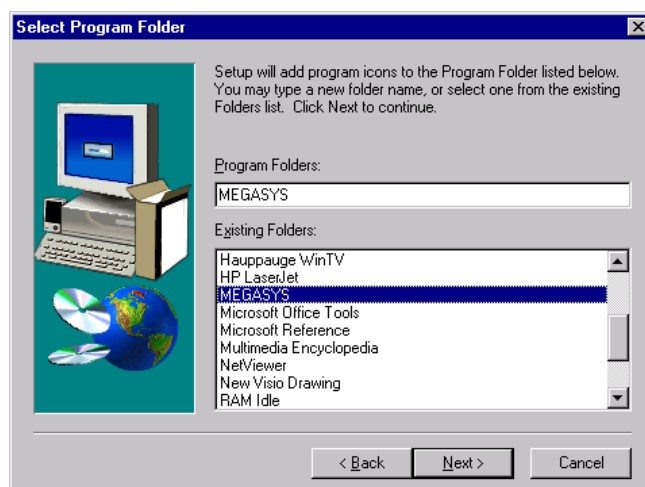 Select Program Folder
Setup will add program icons to the Program Folder listed below.
You may type a new folder name, or select one from the existing
Folders list. Click Next to continue.
Program Folders:
MEGASYS
Existing Folders:
Hauppauge WinTV
HP LaserJet
MEGASYS
Microsoft Office Tools
Microsoft Reference
Multimedia Encyclopedia
NetViewer
New Visio Drawing
RAM Idle
< Back
Next >
Cancel